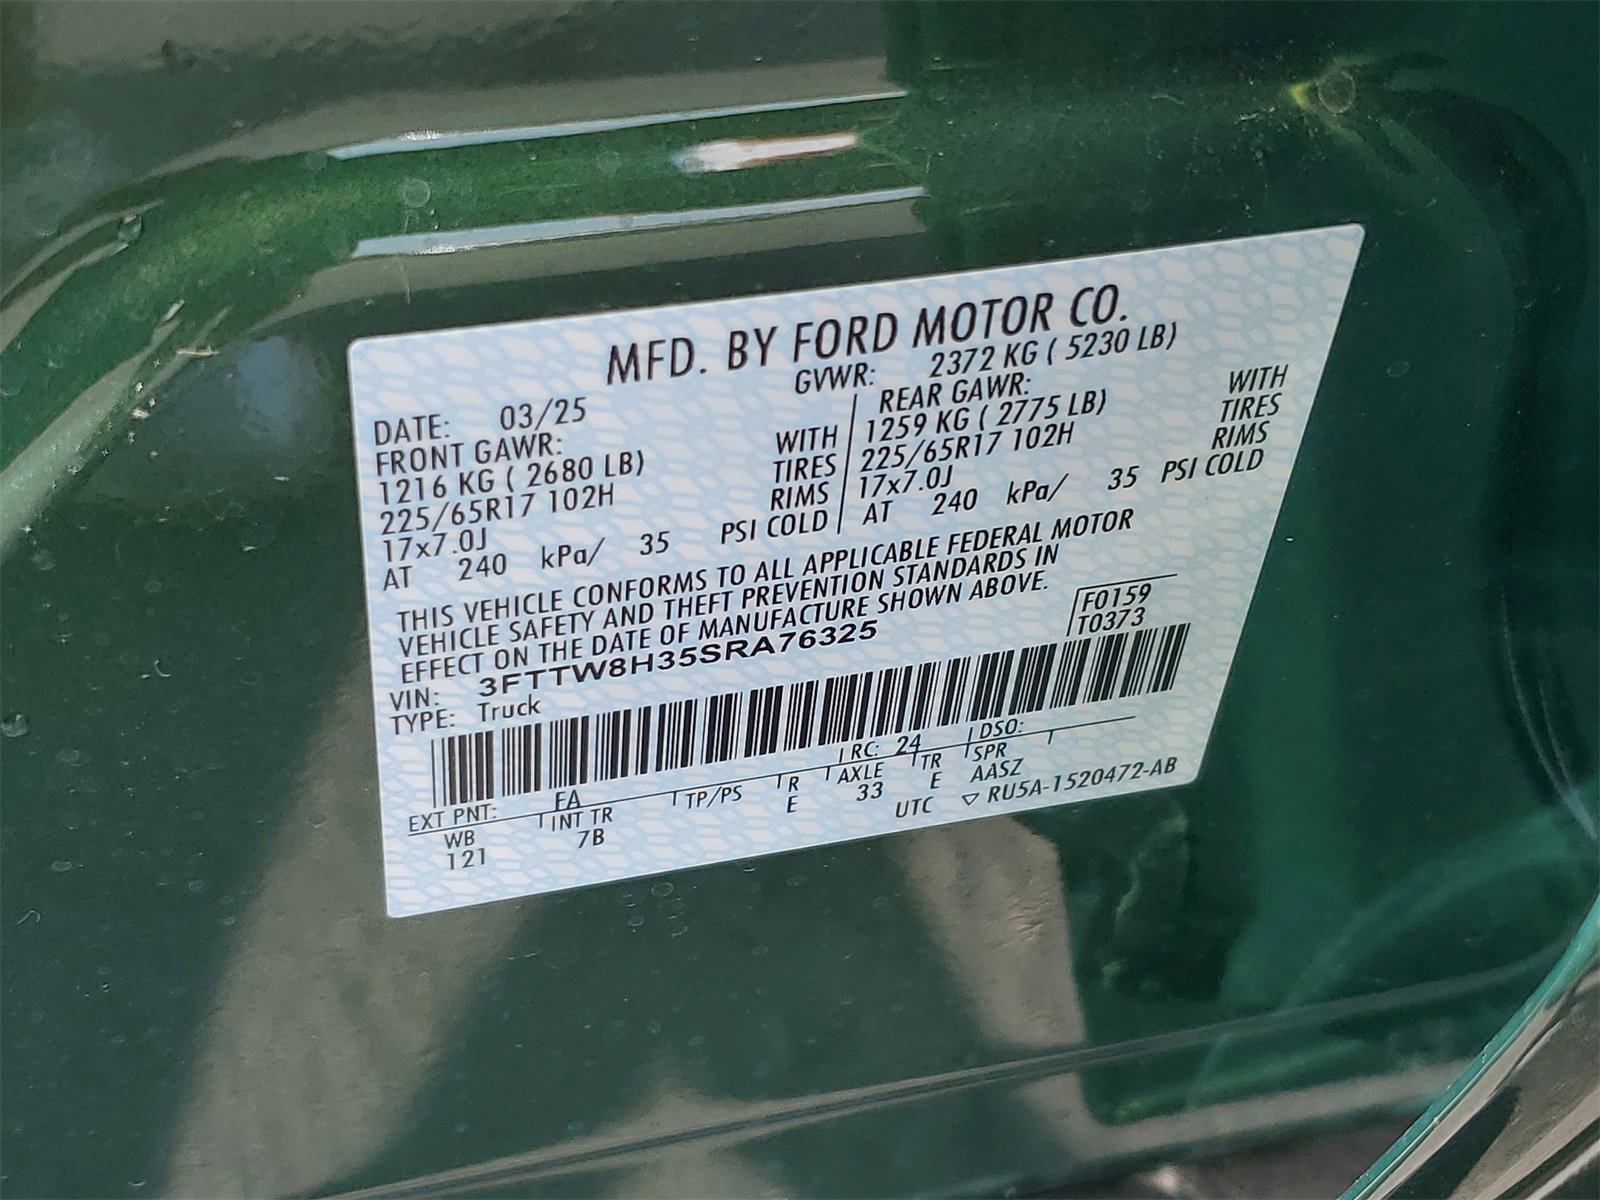 MFD. BY FORD MOTOR CO.
DATE: 03/25
GVWR: 2372 KG ( 5230 LB)
FRONT GAWR:
1216 KG ( 2680 LB) WITH
225/65R17 102H TIRES
17x7.0J RIMS
AT 240 kPa/ 35 PSI COLD
REAR GAWR:
1259 KG ( 2775 LB) WITH
225/65R17 102H TIRES
17x7.0J RIMS
AT 240 kPa/ 35 PSI COLD
THIS VEHICLE CONFORMS TO ALL APPLICABLE FEDERAL MOTOR
VEHICLE SAFETY AND THEFT PREVENTION STANDARDS IN
EFFECT ON THE DATE OF MANUFACTURE SHOWN ABOVE.
VIN: 3FTTW8H35SRA76325
TYPE: Truck
F0159
T0373
EXT PNT: FA RC: 24 DSO:
WB INT TR TP/PS R AXLE TR SPR
121 7B E 33 E AASZ
UTC ▽ RU5A-1520472-AB